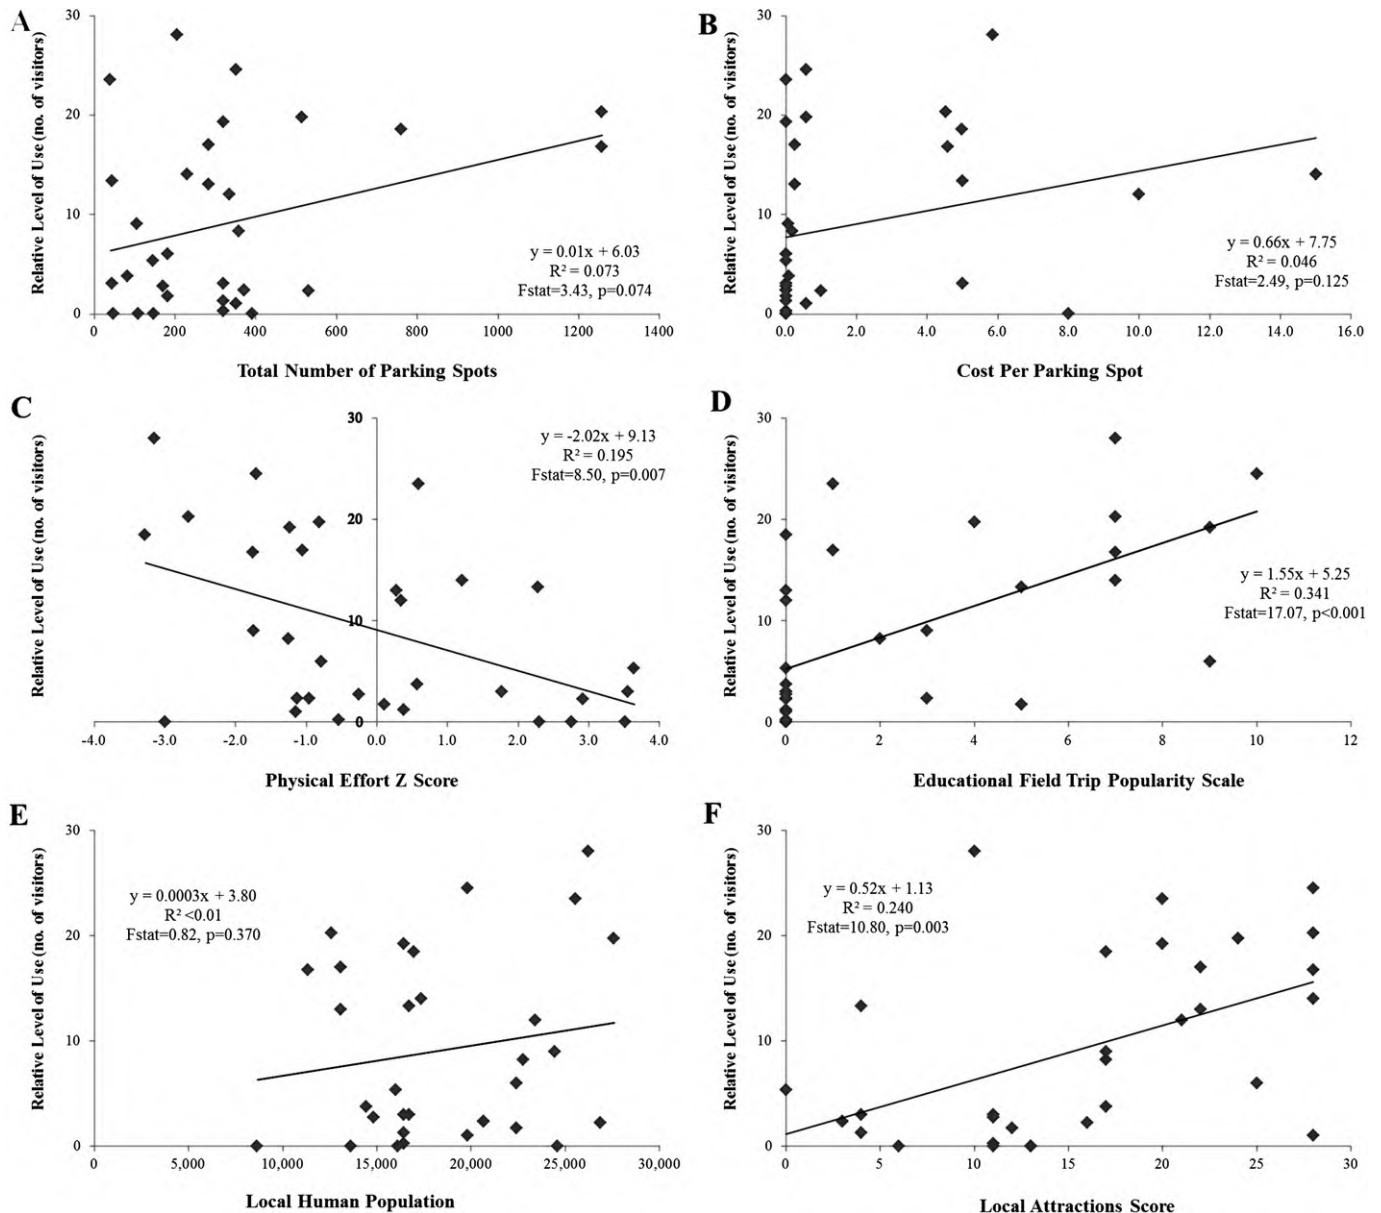 A
Relative Level of Use (no. of visitors)
30
20
10
0
y = 0.01x + 6.03
R² = 0.073
Fstat=3.43, p=0.074
0 200 400 600 800 1000 1200 1400
Total Number of Parking Spots
B
Relative Level of Use (no. of visitors)
30
20
10
0
y = 0.66x + 7.75
R² = 0.046
Fstat=2.49, p=0.125
0.0 2.0 4.0 6.0 8.0 10.0 12.0 14.0 16.0
Cost Per Parking Spot
C
Relative Level of Use (no. of visitors)
30
20
10
0
y = -2.02x + 9.13
R² = 0.195
Fstat=8.50, p=0.007
-4.0 -3.0 -2.0 -1.0 0.0 1.0 2.0 3.0 4.0
Physical Effort Z Score
D
Relative Level of Use (no. of visitors)
30
20
10
0
y = 1.55x + 5.25
R² = 0.341
Fstat=17.07, p<0.001
0 2 4 6 8 10 12
Educational Field Trip Popularity Scale
E
Relative Level of Use (no. of visitors)
30
20
10
0
y = 0.0003x + 3.80
R² <0.01
Fstat=0.82, p=0.370
0 5,000 10,000 15,000 20,000 25,000 30,000
Local Human Population
F
Relative Level of Use (no. of visitors)
30
20
10
0
y = 0.52x + 1.13
R² = 0.240
Fstat=10.80, p=0.003
0 5 10 15 20 25 30
Local Attractions Score